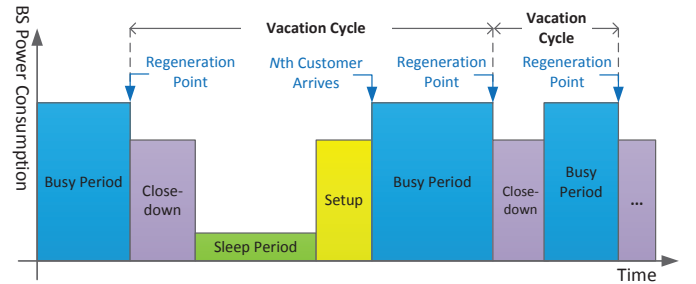 BS Power Consumption
Vacation Cycle
Vacation
Cycle
Regeneration
Point
Nth Customer
Arrives
Regeneration
Point
Regeneration
Point
Busy Period
Close-
down
Sleep Period
Setup
Busy Period
Close-
down
Busy
Period
...
Time